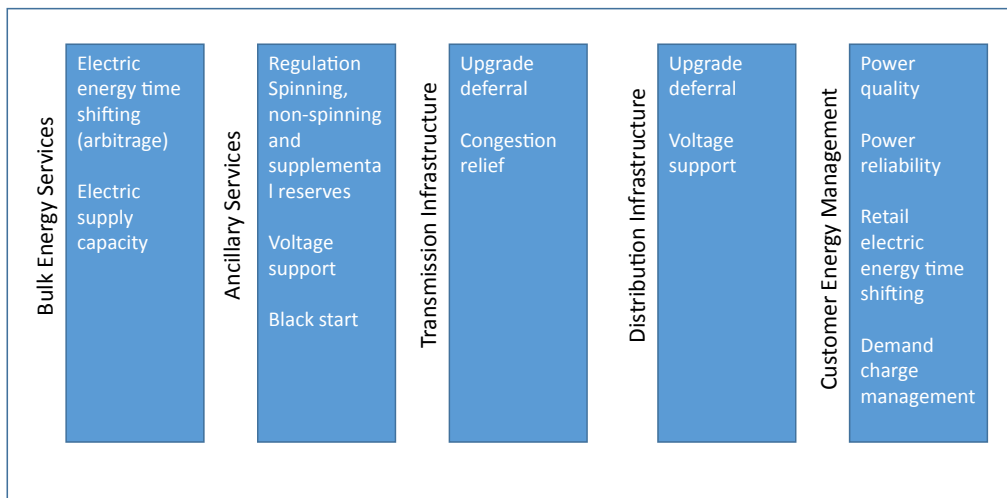 Bulk Energy Services
Electric
energy time
shifting
(arbitrage)
Electric
supply
capacity
Ancillary Services
Regulation
Spinning,
non-spinning
and
supplementa
l reserves
Voltage
support
Black start
Transmission Infrastructure
Upgrade
deferral
Congestion
relief
Distribution Infrastructure
Upgrade
deferral
Voltage
support
Customer Energy Management
Power
quality
Power
reliability
Retail
electric
energy time
shifting
Demand
charge
management